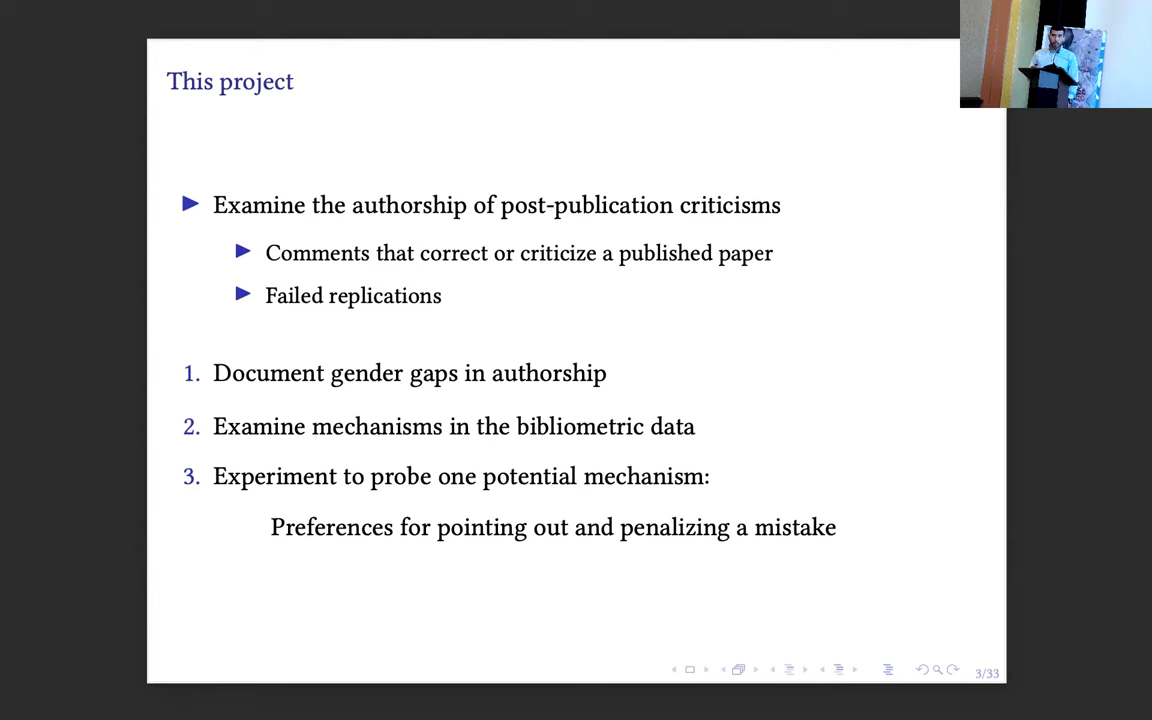 This project
Examine the authorship of post-publication criticisms
Comments that correct or criticize a published paper
Failed replications
1. Document gender gaps in authorship
2. Examine mechanisms in the bibliometric data
3. Experiment to probe one potential mechanism:
Preferences for pointing out and penalizing a mistake
3/33